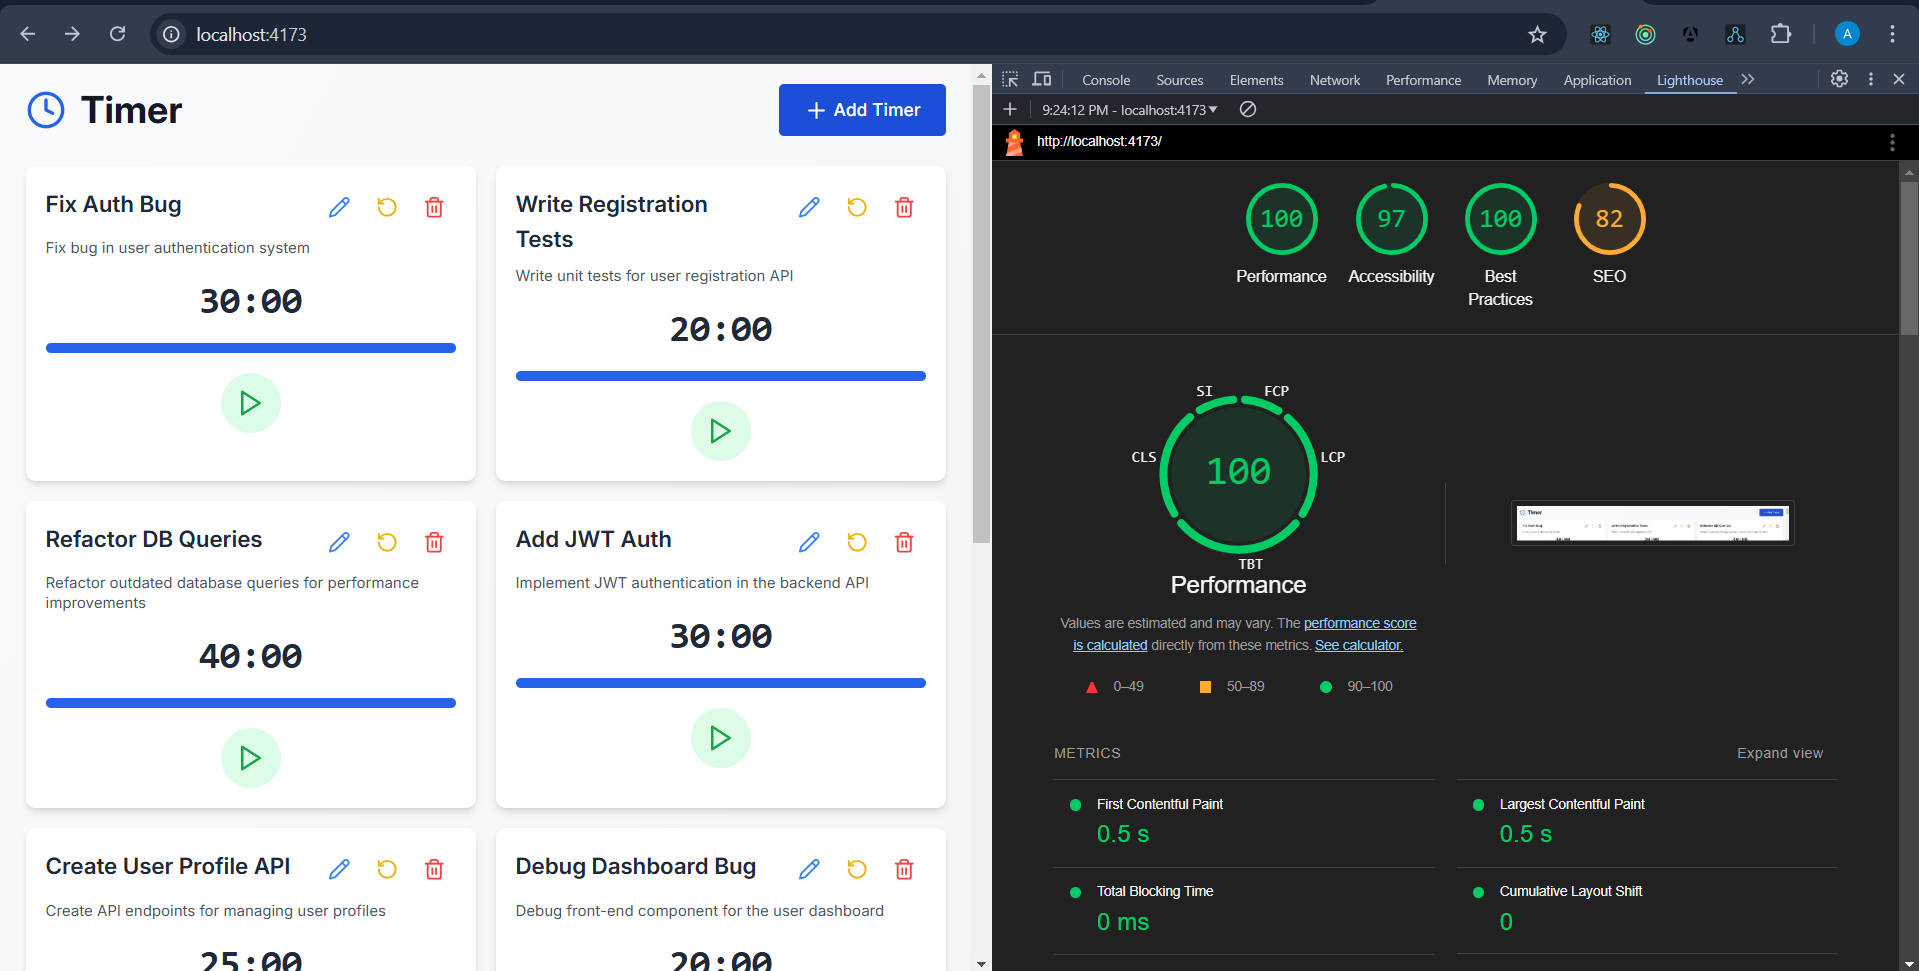 localhost:4173
A
Timer
Add Timer
Fix Auth Bug
Fix bug in user authentication system
30:00
Write Registration
Tests
Write unit tests for user registration API
20:00
Refactor DB Queries
Refactor outdated database queries for performance
improvements
40:00
Add JWT Auth
Implement JWT authentication in the backend API
30:00
Create User Profile API
Create API endpoints for managing user profiles
25:00
Debug Dashboard Bug
Debug front-end component for the user dashboard
20:00
Console Sources Elements Network Performance Memory Application Lighthouse
9:24:12 PM - localhost:4173
http://localhost:4173/
100
Performance
97
Accessibility
100
Best
Practices
82
SEO
SI
FCP
CLS
LCP
100
TBT
Performance
Values are estimated and may vary. The performance score
is calculated directly from these metrics. See calculator.
0–49
50–89
90–100
METRICS
Expand view
First Contentful Paint
0.5 s
Largest Contentful Paint
0.5 s
Total Blocking Time
0 ms
Cumulative Layout Shift
0